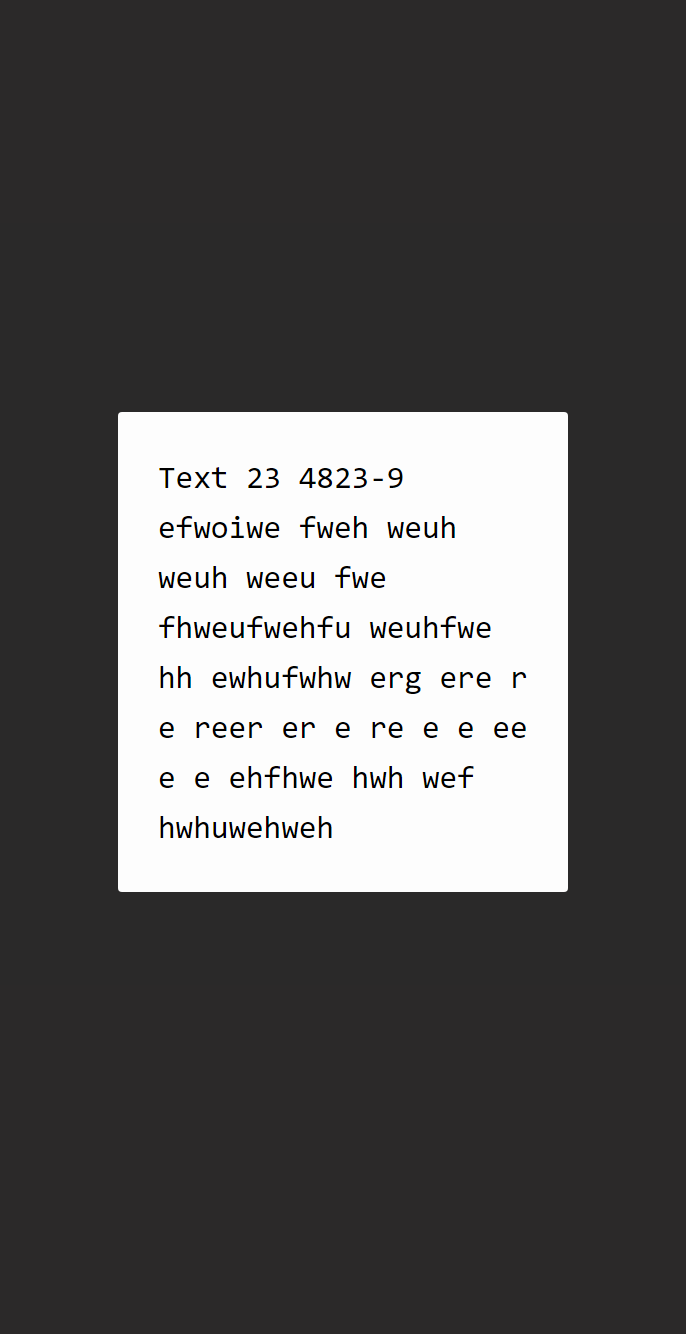 Text 23 4823-9
efwoiwe fweh weuh
weuh weeu fwe
fhweufwehfu weuhfwe
hh ewhufwhw erg ere r
e reer er e re e e ee
e e ehfhwe hwh wef
hwhuwehweh